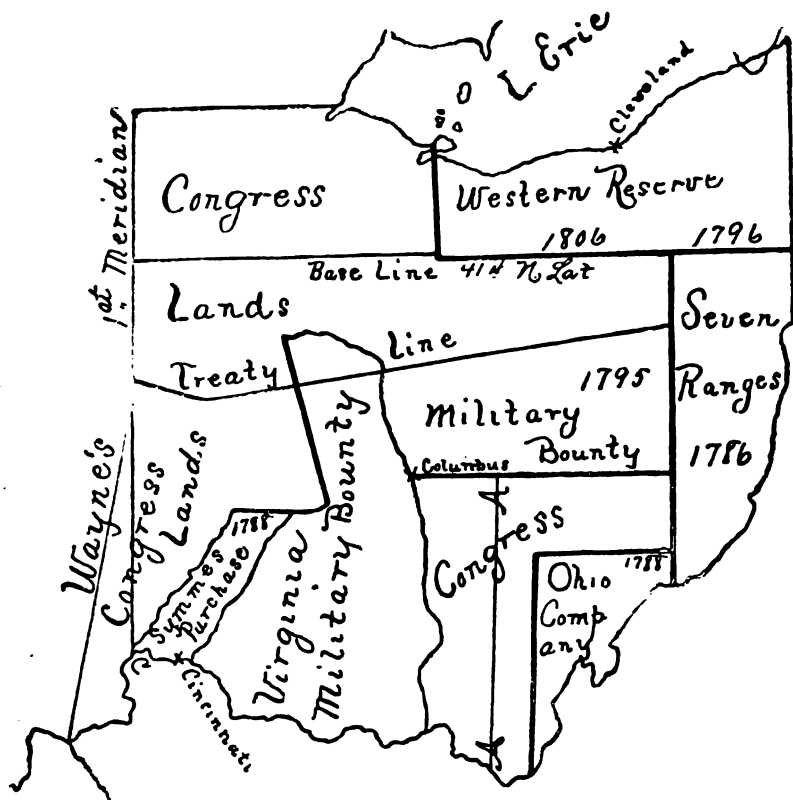 L Erie
Cleveland
1st Meridian
Congress
Western Reserve
1806
1796
Base Line 41st N Lat
Lands
Seven
Ranges
1786
Treaty Line
1795
Military
Bounty
Columbus
Wayne's
Congress
Lands
1788
Summes
Purchase
Virginia
Military Bounty
Congress
1788
Ohio
Comp
any
Cincinnati